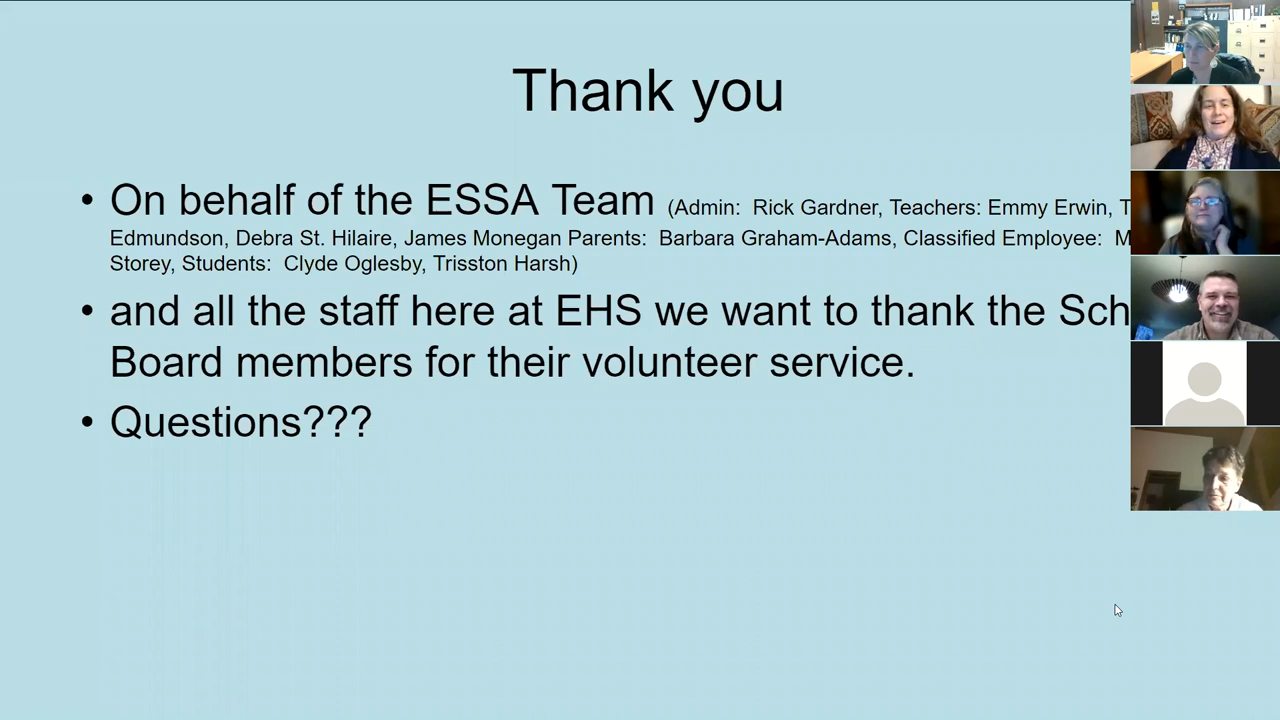 Thank you
• On behalf of the ESSA Team (Admin: Rick Gardner, Teachers: Emmy Erwin, T
Edmundson, Debra St. Hilaire, James Monegan Parents: Barbara Graham-Adams, Classified Employee: M
Storey, Students: Clyde Oglesby, Trisston Harsh)
• and all the staff here at EHS we want to thank the Sch
Board members for their volunteer service.
• Questions???